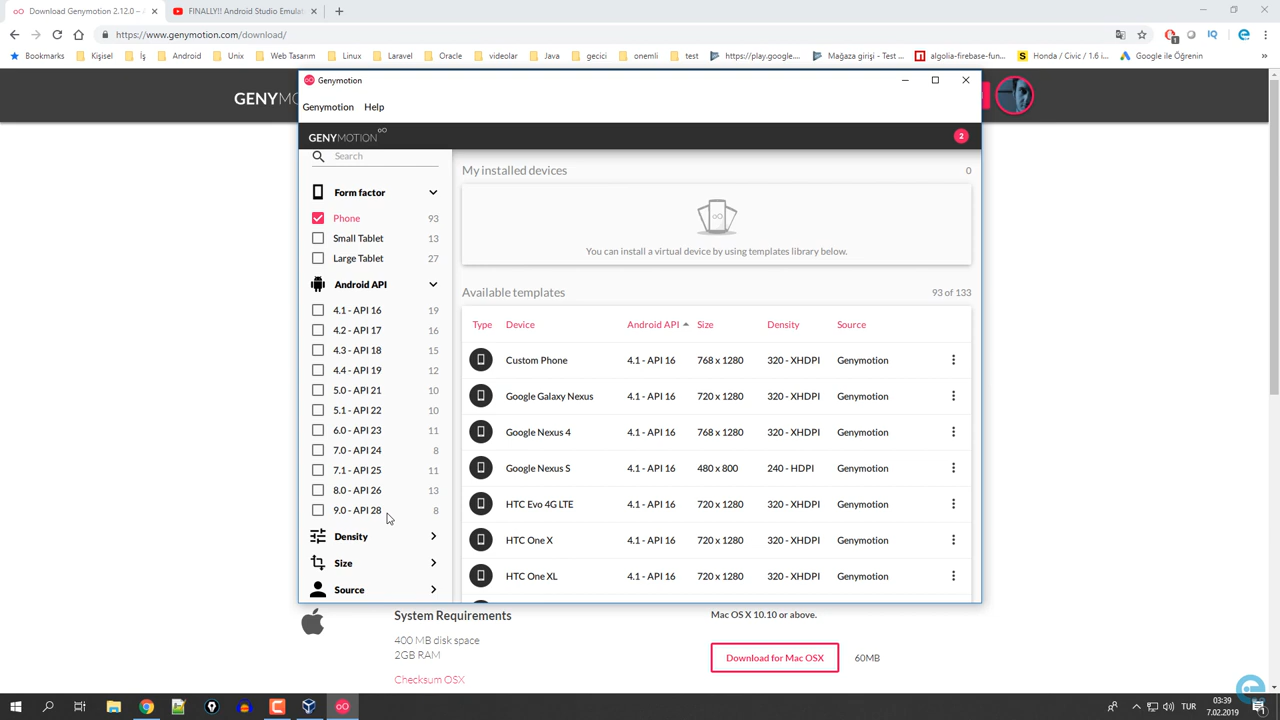 Download Genymotion 2.12.0 –
FINALLY!! Android Studio Emulat
https://www.genymotion.com/download/
1
Bookmarks Kişisel İş Android Unix Web Tasarım Linux Laravel Oracle videolar Java gecici onemli test https://play.google. Mağaza girişi – Test ... algolia-firebase-fun... Honda / Civic / 1.6 i... Google ile Öğrenin
GENYMO
Genymotion
Genymotion Help
GENYMOTION
2
Search
Form factor
Phone 93
Small Tablet 13
Large Tablet 27
Android API
4.1 - API 16 19
4.2 - API 17 16
4.3 - API 18 15
4.4 - API 19 12
5.0 - API 21 10
5.1 - API 22 10
6.0 - API 23 11
7.0 - API 24 8
7.1 - API 25 11
8.0 - API 26 13
9.0 - API 28 8
Density
Size
Source
My installed devices 0
You can install a virtual device by using templates library below.
Available templates 93 of 133
Type Device Android API Size Density Source
Custom Phone 4.1 - API 16 768 x 1280 320 - XHDPI Genymotion
Google Galaxy Nexus 4.1 - API 16 720 x 1280 320 - XHDPI Genymotion
Google Nexus 4 4.1 - API 16 768 x 1280 320 - XHDPI Genymotion
Google Nexus S 4.1 - API 16 480 x 800 240 - HDPI Genymotion
HTC Evo 4G LTE 4.1 - API 16 720 x 1280 320 - XHDPI Genymotion
HTC One X 4.1 - API 16 720 x 1280 320 - XHDPI Genymotion
HTC One XL 4.1 - API 16 720 x 1280 320 - XHDPI Genymotion
System Requirements
400 MB disk space
2GB RAM
Checksum OSX
Mac OS X 10.10 or above.
Download for Mac OSX 60MB
TUR
03:39
7.02.2019